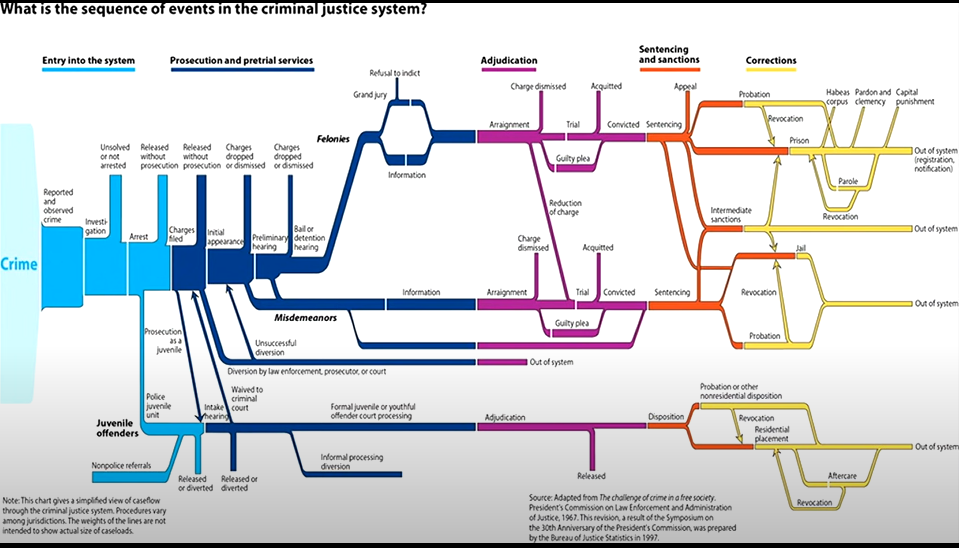 What is the sequence of events in the criminal justice system?
Entry into the system
Prosecution and pretrial services
Adjudication
Sentencing
and sanctions
Corrections
Refusal to indict
Grand jury
Felonies
Information
Charge dismissed
Acquitted
Arraignment
Trial
Convicted
Guilty plea
Reduction
of charge
Appeal
Sentencing
Probation
Revocation
Prison
Habeas
corpus
Pardon and
clemency
Capital
punishment
Out of system
(registration,
notification)
Parole
Revocation
Intermediate
sanctions
Out of system
Crime
Reported
and
observed
crime
Investi-
gation
Unsolved
or not
arrested
Arrest
Released
without
prosecution
Charges
filed
Released
without
prosecution
Initial
appearance
Charges
dropped
or dismissed
Preliminary
hearing
Charges
dropped
or dismissed
Bail or
detention
hearing
Misdemeanors
Information
Charge
dismissed
Acquitted
Arraignment
Trial
Convicted
Guilty plea
Sentencing
Jail
Revocation
Probation
Out of system
Unsuccessful
diversion
Diversion by law enforcement, prosecutor, or court
Out of system
Prosecution
as a
juvenile
Police
juvenile
unit
Juvenile
offenders
Nonpolice referrals
Released
or diverted
Intake
hearing
Waived to
criminal
court
Released or
diverted
Formal juvenile or youthful
offender court processing
Informal processing
diversion
Adjudication
Released
Disposition
Probation or other
nonresidential disposition
Revocation
Residential
placement
Out of system
Aftercare
Revocation
Note: This chart gives a simplified view of caseflow
through the criminal justice system. Procedures vary
among jurisdictions. The weights of the lines are not
intended to show actual size of caseloads.
Source: Adapted from The challenge of crime in a free society.
President's Commission on Law Enforcement and Administration
of Justice, 1967. This revision, a result of the Symposium on
the 30th Anniversary of the President's Commission, was prepared
by the Bureau of Justice Statistics in 1997.